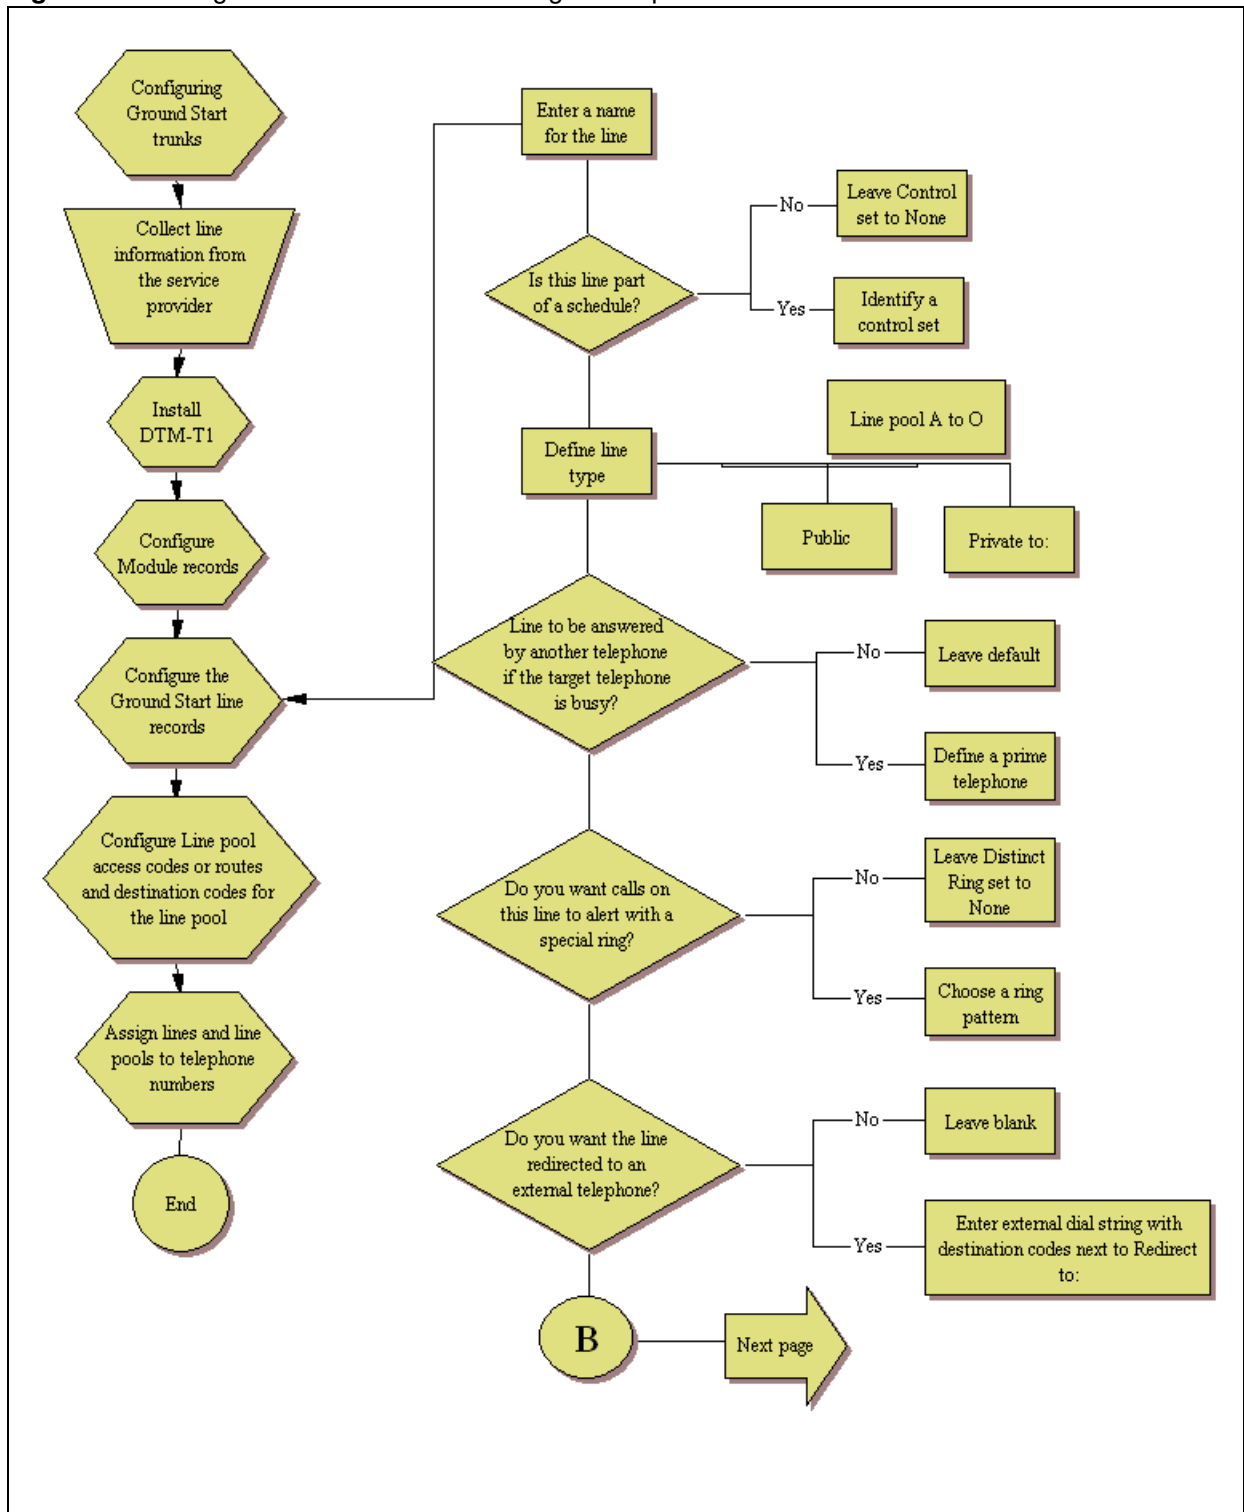 Configuring
Ground Start
trunks
Collect line
information from
the service
provider
Install
DTM-T1
Configure
Module records
Configure the
Ground Start line
records
Configure Line pool
access codes or routes
and destination codes for
the line pool
Assign lines and line
pools to telephone
numbers
End
Enter a name
for the line
Is this line part
of a schedule?
No
Leave Control
set to None
Yes
Identify a
control set
Define line
type
Line pool A to O
Public
Private to:
Line to be answered
by another telephone
if the target telephone
is busy?
No
Leave default
Yes
Define a prime
telephone
Do you want calls on
this line to alert with a
special ring?
No
Leave Distinct
Ring set to
None
Yes
Choose a ring
pattern
Do you want the line
redirected to an
external telephone?
No
Leave blank
Yes
Enter external dial string with
destination codes next to Redirect
to:
B
Next page